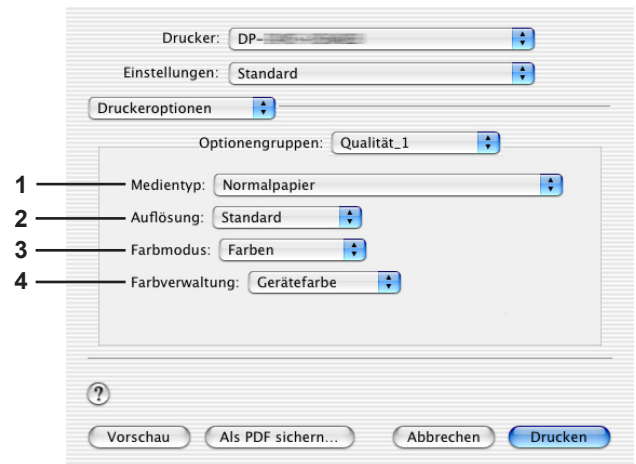 Drucker: DP-
Einstellungen: Standard
Druckeroptionen
Optionengruppen: Qualität_1
1 Medientyp: Normalpapier
2 Auflösung: Standard
3 Farbmodus: Farben
4 Farbverwaltung: Gerätefarbe
?
Vorschau Als PDF sichern... Abbrechen Drucken